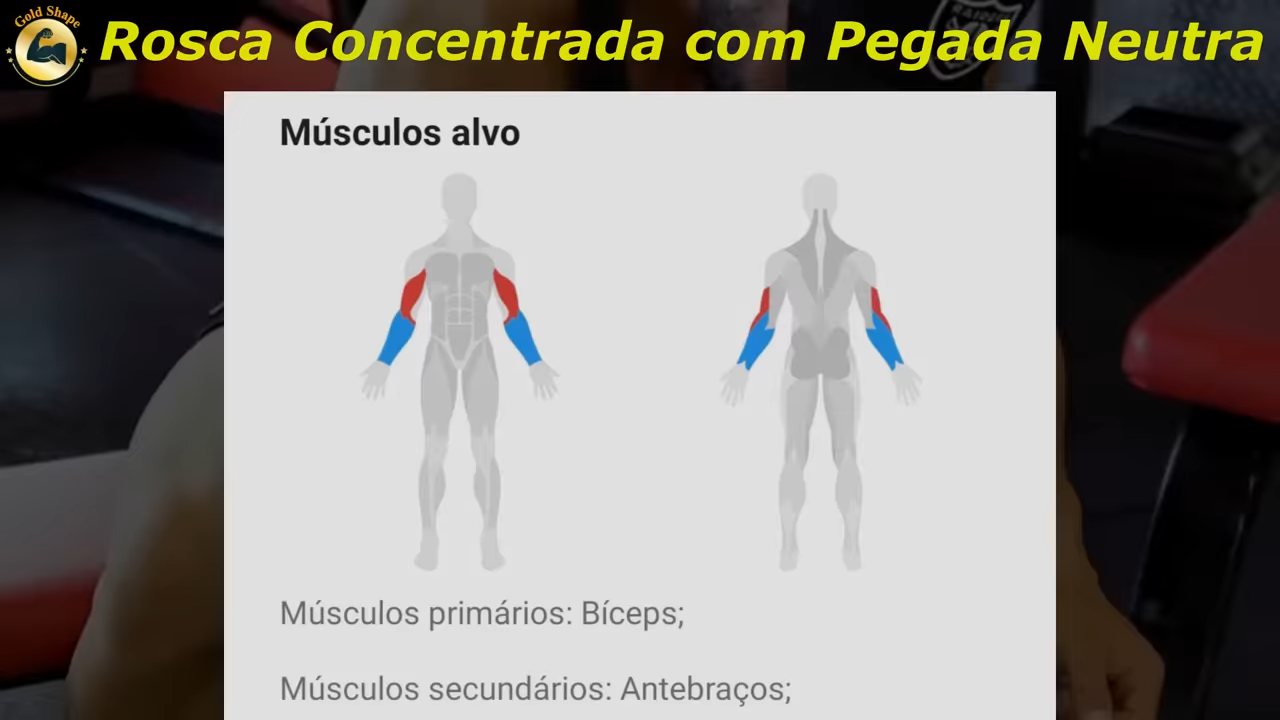 Gold Shape
Rosca Concentrada com Pegada Neutra
Músculos alvo
Músculos primários: Bíceps;
Músculos secundários: Antebraços;